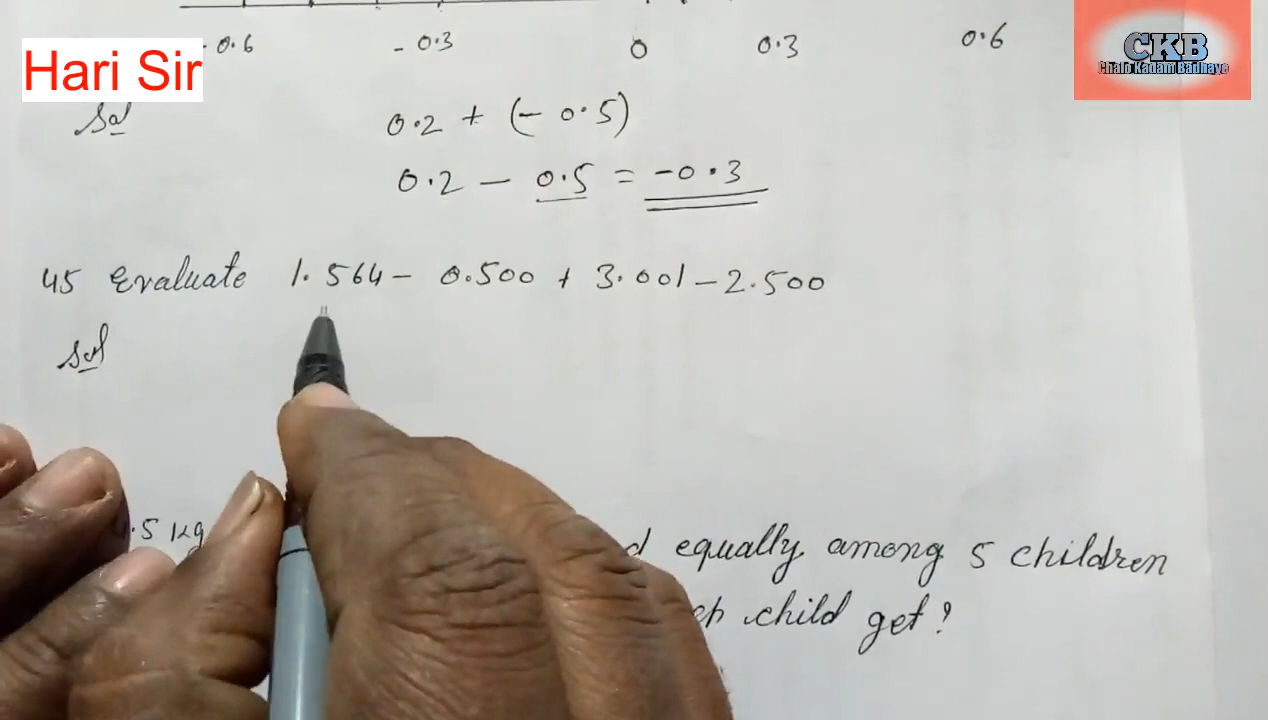 - 0.6 - 0.3 0 0.3 0.6
Hari Sir
CKB
Chalo Kadam Badhaye
Sol
0.2 + (- 0.5)
0.2 - 0.5 = -0.3
45 Evaluate 1.564 - 0.500 + 3.001 - 2.500
Sol
.5 kg equally among 5 children
child get?